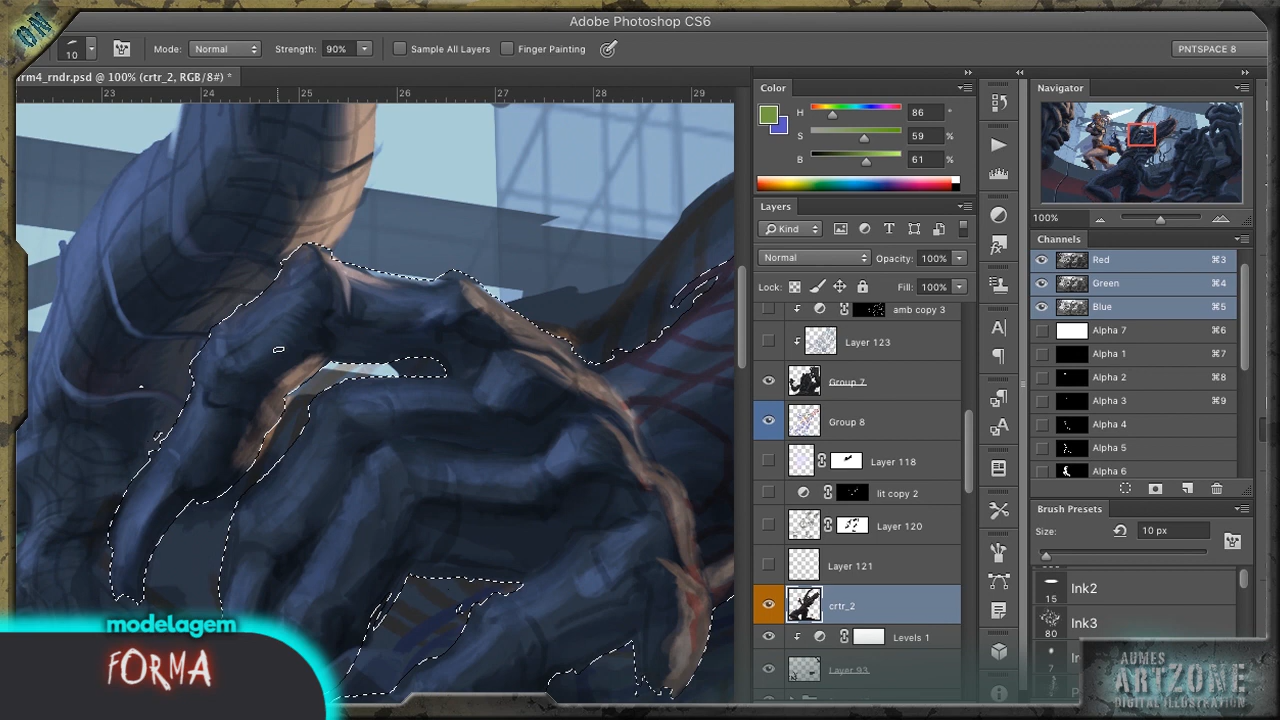 ON
Adobe Photoshop CS6
10
Mode: Normal
Strength: 90%
Sample All Layers
Finger Painting
PNTSPACE 8
rm4_rndr.psd @ 100% (crtr_2, RGB/8#) *
23 24 25 26 27 28 29
Color
H 86 °
S 59 %
B 61 %
Layers
Kind
Normal
Opacity: 100%
Lock:
Fill: 100%
amb copy 3
Layer 123
Group 7
Group 8
Layer 118
lit copy 2
Layer 120
Layer 121
crtr_2
Levels 1
Layer 93
Navigator
100%
Channels
Red ⌘3
Green ⌘4
Blue ⌘5
Alpha 7 ⌘6
Alpha 1 ⌘7
Alpha 2 ⌘8
Alpha 3 ⌘9
Alpha 4
Alpha 5
Alpha 6
Brush Presets
Size: 10 px
Ink2
15
Ink3
80
7
modelagem
FORMA
AUMES
ARTZONE
DIGITAL ILLUSTRATION